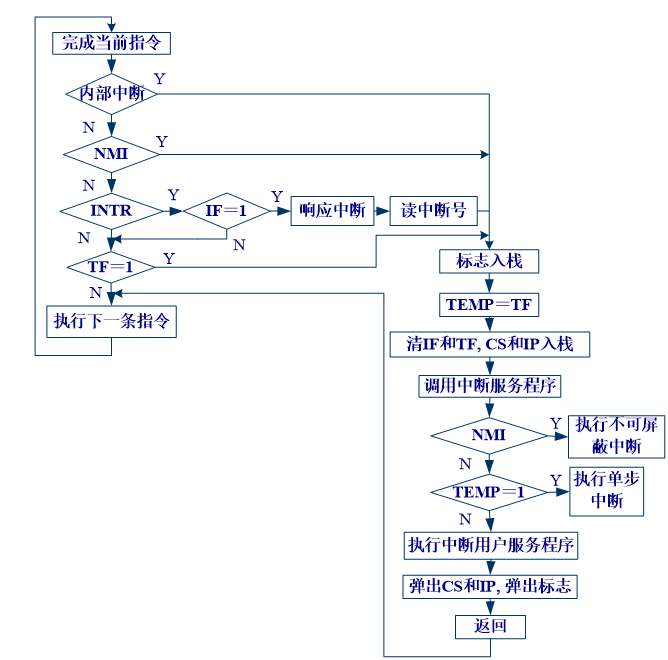 完成当前指令
内部中断
Y
N
NMI
Y
N
INTR
Y
IF＝1
Y
响应中断
读中断号
N
N
TF＝1
Y
N
执行下一条指令
标志入栈
TEMP＝TF
清IF和TF, CS和IP入栈
调用中断服务程序
NMI
Y
执行不可屏
蔽中断
N
TEMP＝1
Y
执行单步
中断
N
执行中断用户服务程序
弹出CS和IP, 弹出标志
返回